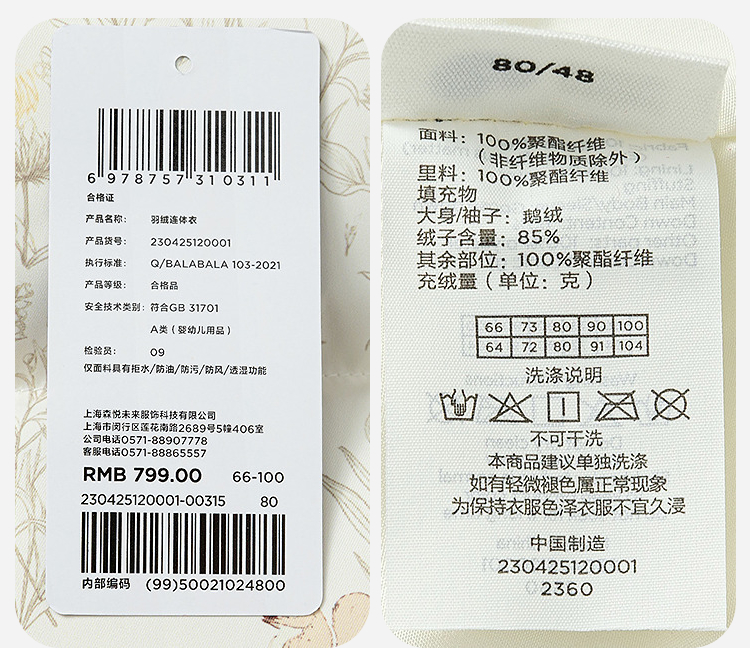 6 978757 310311
合格证
产品名称: 羽绒连体衣
产品货号: 230425120001
执行标准: Q/BALABALA 103-2021
产品等级: 合格品
安全技术类别: 符合GB 31701
A类 (婴幼儿用品)
检验员: 09
仅面料具有拒水/防油/防污/防风/透湿功能
上海森悦未来服饰科技有限公司
上海市闵行区莲花南路2689号5幢406室
公司电话0571-88907778
客服电话0571-88865557
RMB 799.00 66-100
230425120001-00315 80
内部编码 (99)50021024800
80/48
面料: 100%聚酯纤维
(非纤维物质除外)
里料: 100%聚酯纤维
填充物
大身/袖子: 鹅绒
绒子含量: 85%
其余部位: 100%聚酯纤维
充绒量 (单位: 克)
66 73 80 90 100
64 72 80 91 104
洗涤说明
不可干洗
本商品建议单独洗涤
如有轻微褪色属正常现象
为保持衣服色泽衣服不宜久浸
中国制造
230425120001
2360